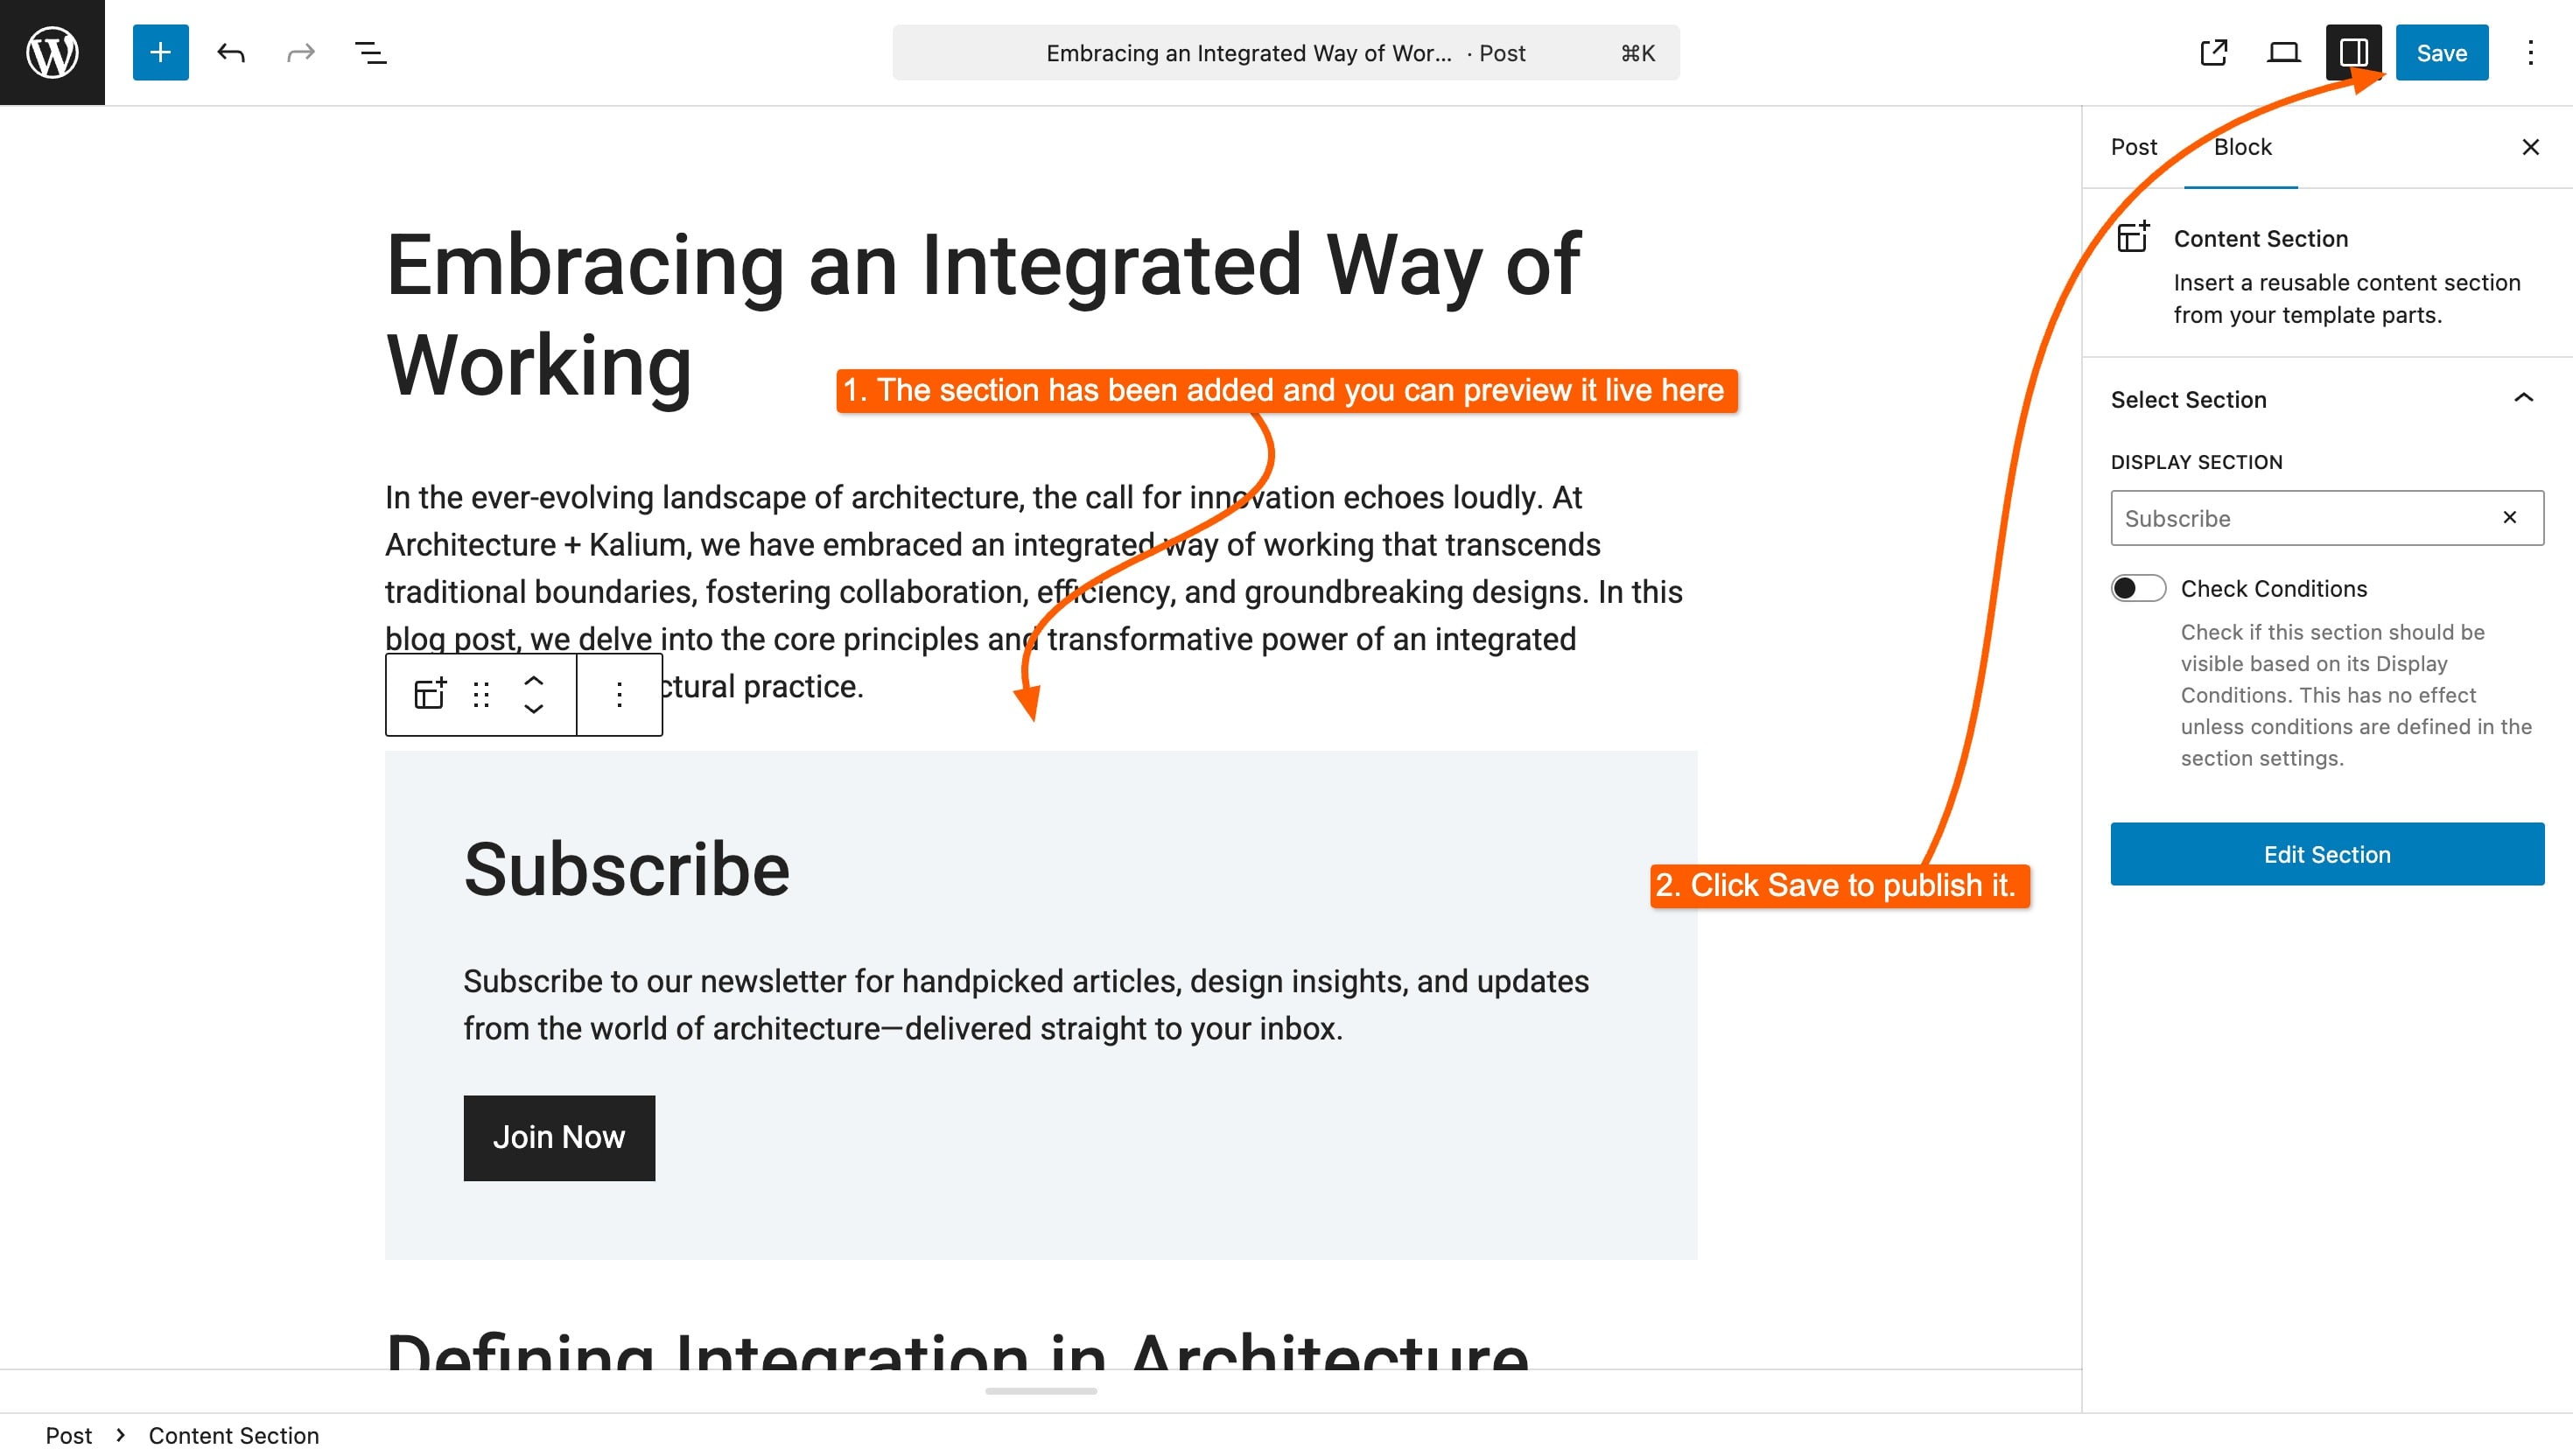 Embracing an Integrated Way of Wor... · Post ⌘K
Save
Post Block
Content Section
Insert a reusable content section
from your template parts.
Select Section
DISPLAY SECTION
Subscribe
Check Conditions
Check if this section should be
visible based on its Display
Conditions. This has no effect
unless conditions are defined in the
section settings.
Edit Section
Embracing an Integrated Way of
Working
1. The section has been added and you can preview it live here
In the ever-evolving landscape of architecture, the call for innovation echoes loudly. At
Architecture + Kalium, we have embraced an integrated way of working that transcends
traditional boundaries, fostering collaboration, efficiency, and groundbreaking designs. In this
blog post, we delve into the core principles and transformative power of an integrated
ctural practice.
Subscribe
2. Click Save to publish it.
Subscribe to our newsletter for handpicked articles, design insights, and updates
from the world of architecture—delivered straight to your inbox.
Join Now
Defining Integration in Architecture
Post › Content Section